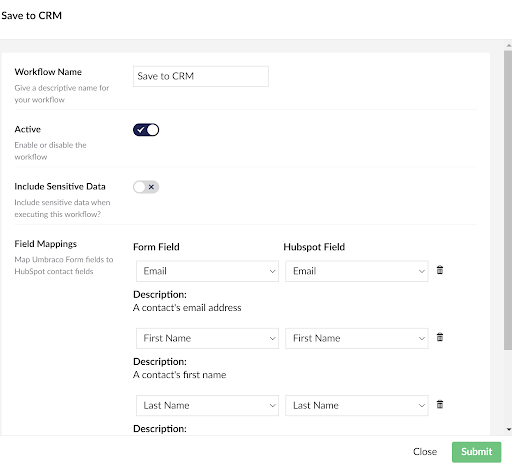 Save to CRM
Workflow Name
Save to CRM
Give a descriptive name for
your workflow
Active
Enable or disable the
workflow
Include Sensitive Data
Include sensitive data when
executing this workflow?
Field Mappings
Form Field
Hubspot Field
Map Umbraco Form fields to
HubSpot contact fields
Email
Email
Description:
A contact's email address
First Name
First Name
Description:
A contact's first name
Last Name
Last Name
Description:
Close
Submit